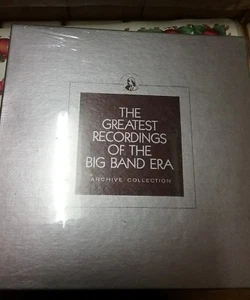 THE
GREATEST
RECORDINGS
OF THE
BIG BAND ERA
ARCHIVE COLLECTION